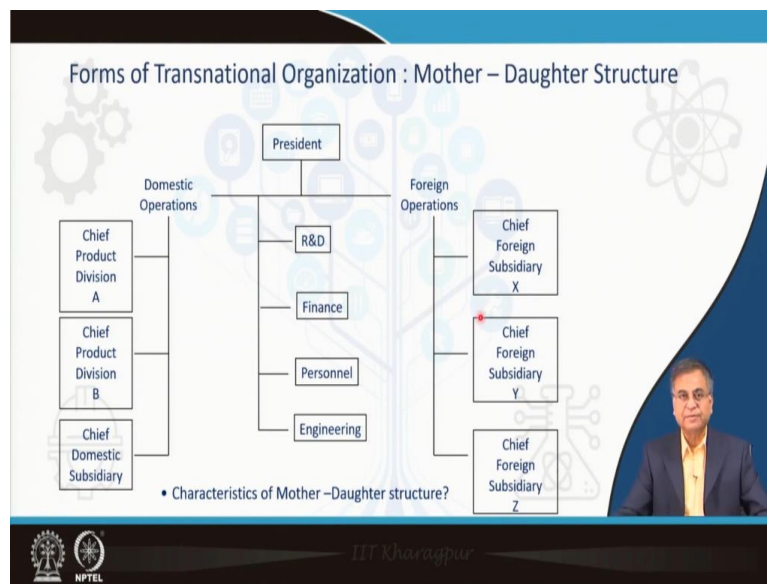 Forms of Transnational Organization : Mother – Daughter Structure
President
Domestic
Operations
Foreign
Operations
Chief
Product
Division
A
Chief
Product
Division
B
Chief
Domestic
Subsidiary
R&D
Finance
Personnel
Engineering
Chief
Foreign
Subsidiary
X
Chief
Foreign
Subsidiary
Y
Chief
Foreign
Subsidiary
Z
• Characteristics of Mother –Daughter structure?
IIT Kharagpur
NPTEL